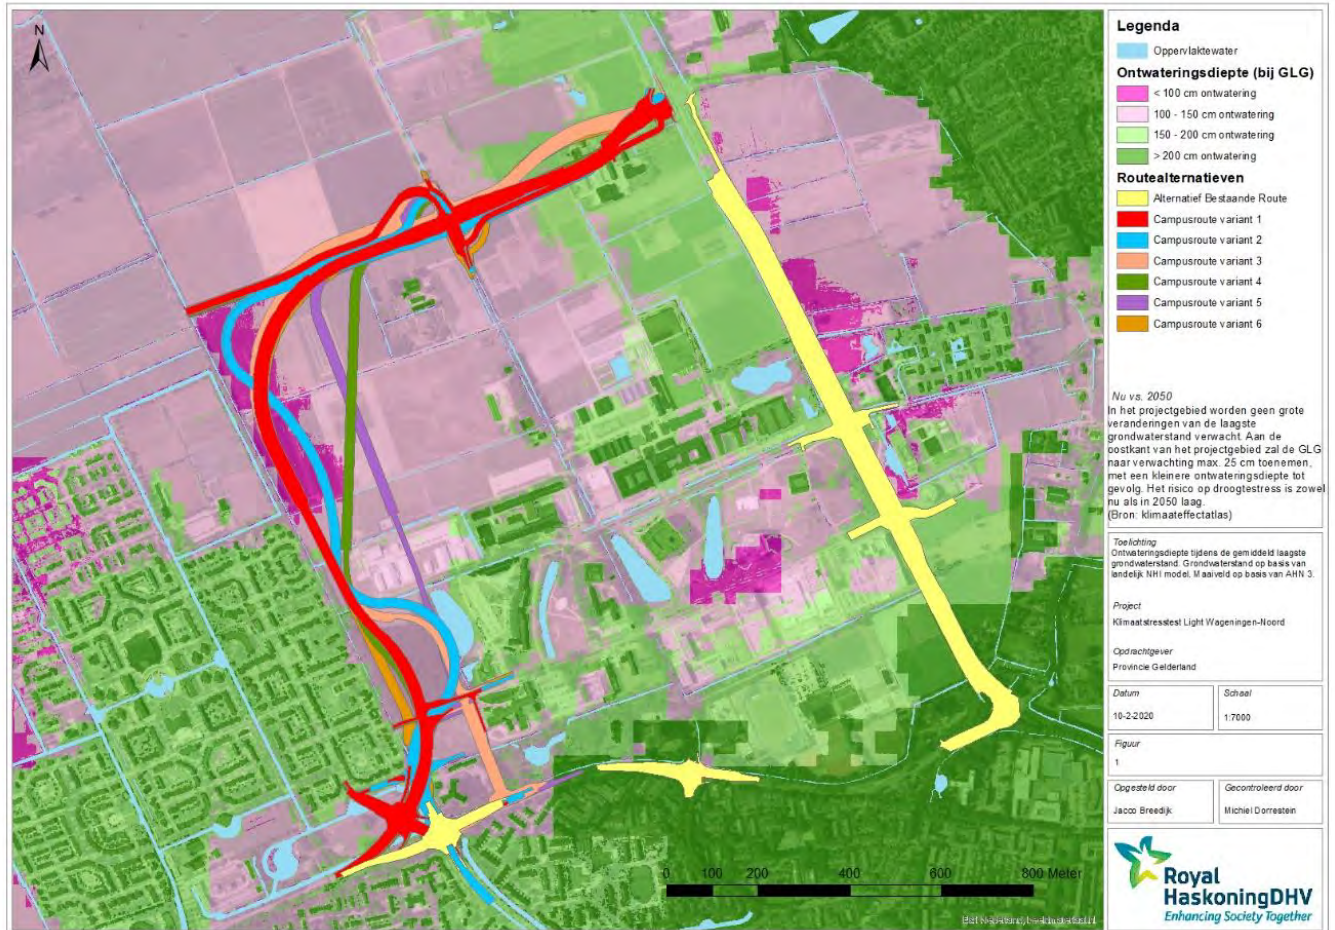 N
Legenda
Oppervlaktewater
Ontwateringsdiepte (bij GLG)
< 100 cm ontwatering
100 - 150 cm ontwatering
150 - 200 cm ontwatering
> 200 cm ontwatering
Routealternatieven
Alternatief Bestaande Route
Campusroute variant 1
Campusroute variant 2
Campusroute variant 3
Campusroute variant 4
Campusroute variant 5
Campusroute variant 6
Nu vs. 2050
In het projectgebied worden geen grote
veranderingen van de laagste
grondwaterstand verwacht. Aan de
oostkant van het projectgebied zal de GLG
naar verwachting max. 25 cm toenemen,
met een kleinere ontwateringsdiepte tot
gevolg. Het risico op droogtestress is zowel
nu als in 2050 laag.
(Bron: klimaateffectatlas)
Toelichting
Ontwateringsdiepte tijdens de gemiddeld laagste
grondwaterstand. Grondwaterstand op basis van
landelijk NHI model. Maaiveld op basis van AHN 3.
Project
Klimaatstresstest Light Wageningen-Noord
Opdrachtgever
Provincie Gelderland
Datum
10-2-2020
Schaal
1:7000
Figuur
1
Opgesteld door
Jacco Breedijk
Gecontroleerd door
Michiel Dorrestein
0 100 200 400 600 800 Meter
Royal
HaskoningDHV
Enhancing Society Together